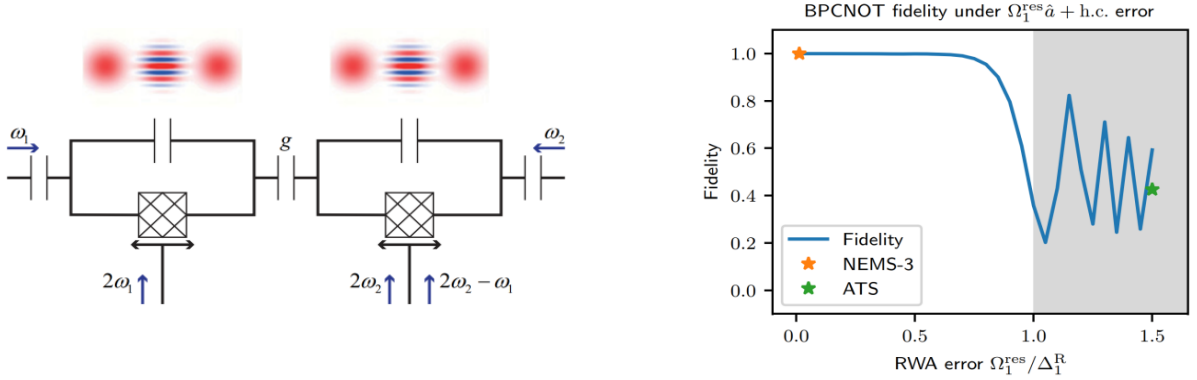 ω₁
g
ω₂
2ω₁
2ω₂
2ω₂ − ω₁
BPCNOT fidelity under Ω₁ʳᵉˢ â + h.c. error
Fidelity
1.0
0.8
0.6
0.4
0.2
0.0
Fidelity
NEMS-3
ATS
0.0
0.5
1.0
1.5
RWA error Ω₁ʳᵉˢ/Δ₁ᴿ